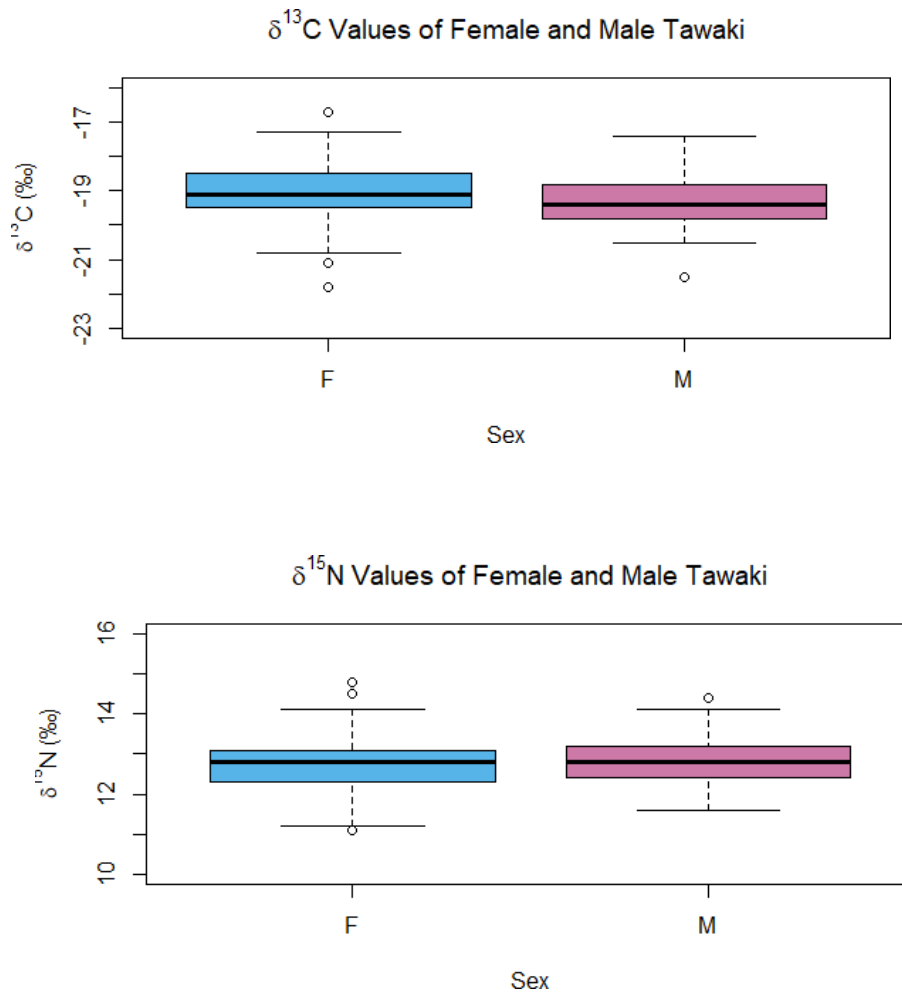 δ¹³C Values of Female and Male Tawaki
δ¹³C (‰)
-17
-19
-21
-23
F M
Sex
δ¹⁵N Values of Female and Male Tawaki
δ¹⁵N (‰)
16
14
12
10
F M
Sex